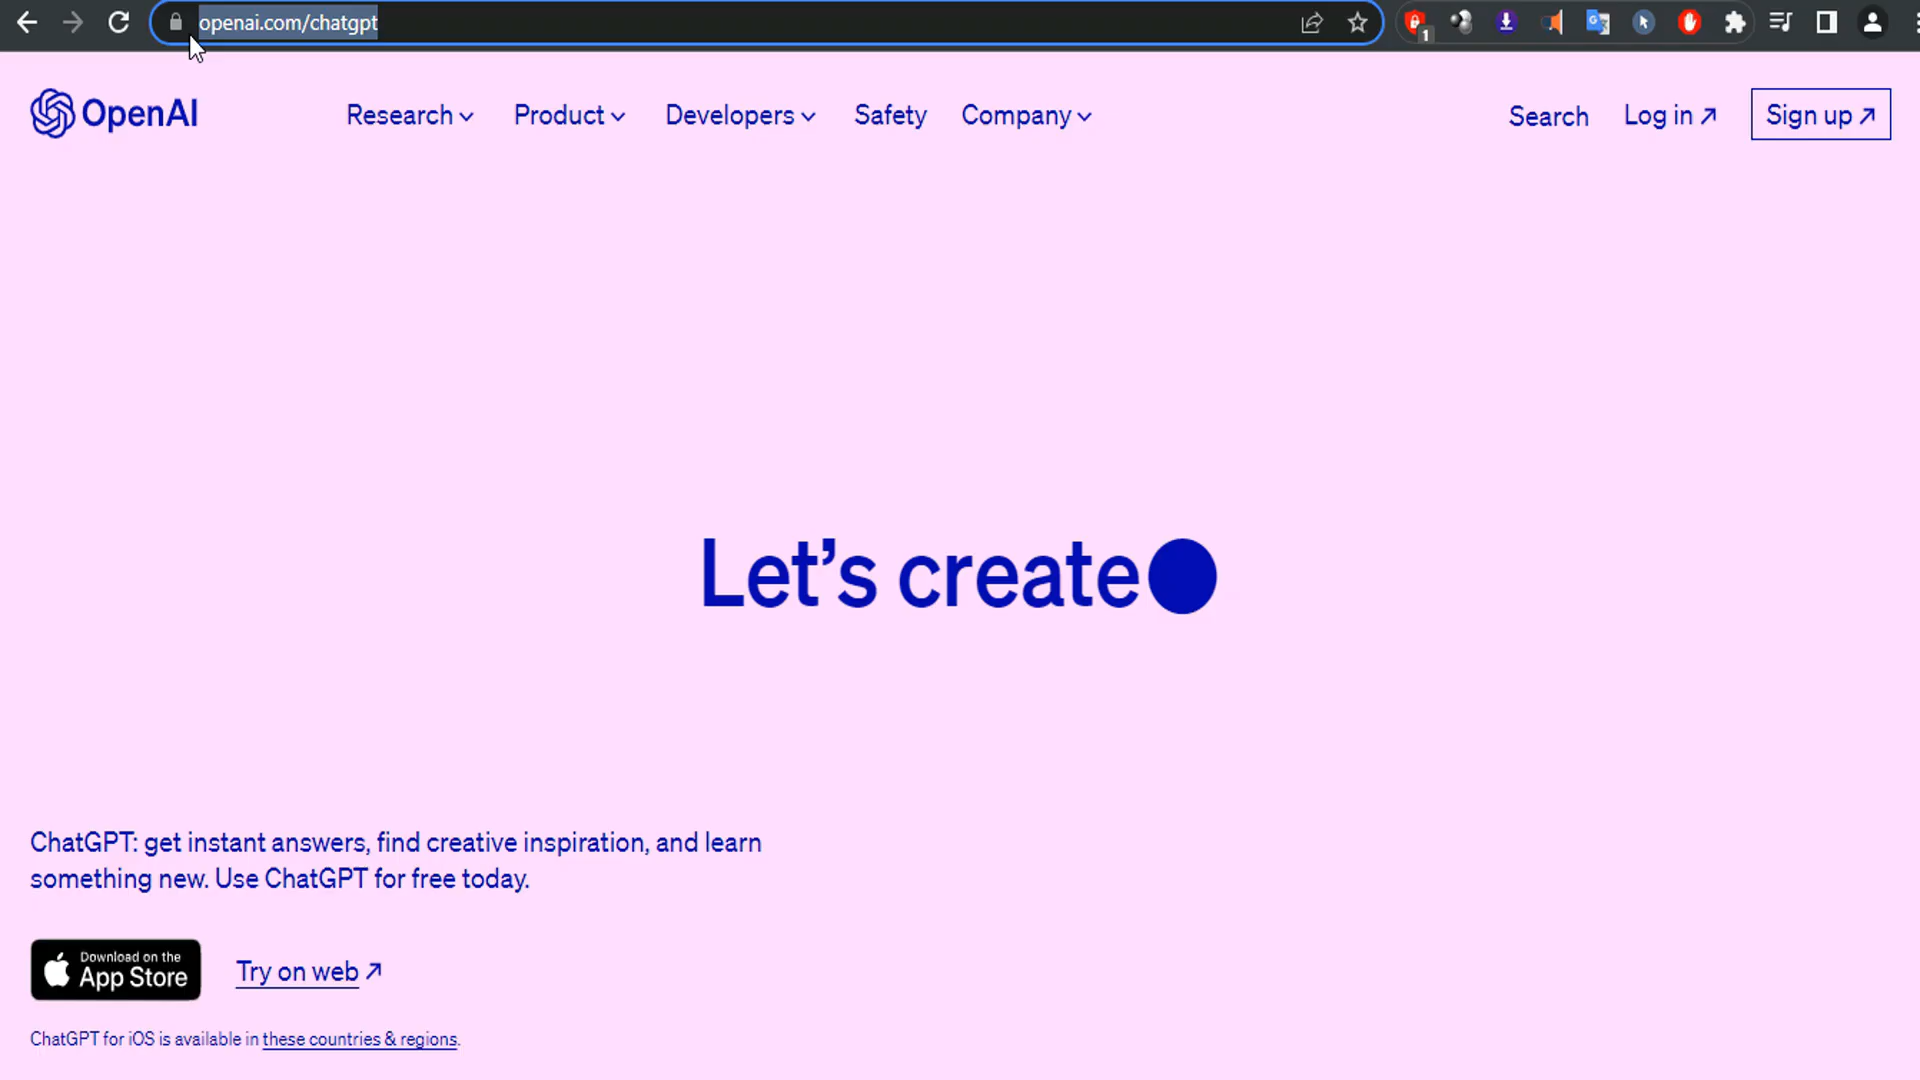 openai.com/chatgpt
1
OpenAI
Research
Product
Developers
Safety
Company
Search
Log in
Sign up
Let’s create
ChatGPT: get instant answers, find creative inspiration, and learn
something new. Use ChatGPT for free today.
Download on the
App Store
Try on web
ChatGPT for iOS is available in these countries & regions.